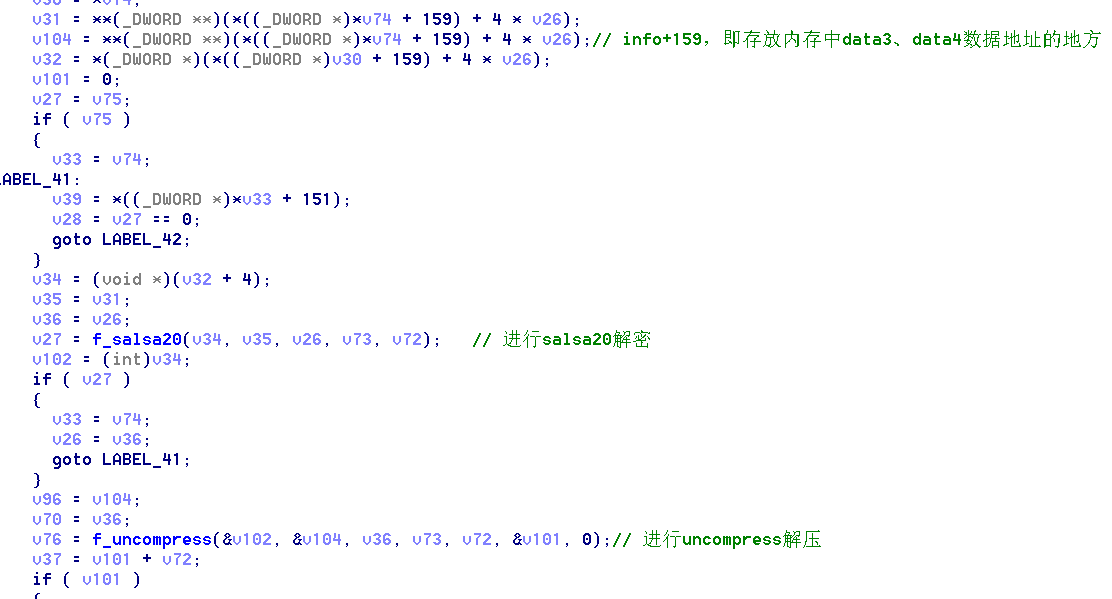 v31 = **(_DWORD **)(*((_DWORD *)*v74 + 159) + 4 * v26);
v104 = **(_DWORD **)(*((_DWORD *)*v74 + 159) + 4 * v26);// info+159，即存放内存中data3、data4数据地址的地方
v32 = *(_DWORD *)(*((_DWORD *)v30 + 159) + 4 * v26);
v101 = 0;
v27 = v75;
if ( v75 )
{
v33 = v74;
LABEL_41:
v39 = *((_DWORD *)*v33 + 151);
v28 = v27 == 0;
goto LABEL_42;
}
v34 = (void *)(v32 + 4);
v35 = v31;
v36 = v26;
v27 = f_salsa20(v34, v35, v26, v73, v72);   // 进行salsa20解密
v102 = (int)v34;
if ( v27 )
{
v33 = v74;
v26 = v36;
goto LABEL_41;
}
v96 = v104;
v70 = v36;
v76 = f_uncompress(&v102, &v104, v36, v73, v72, &v101, 0);// 进行uncompress解压
v37 = v101 + v72;
if ( v101 )